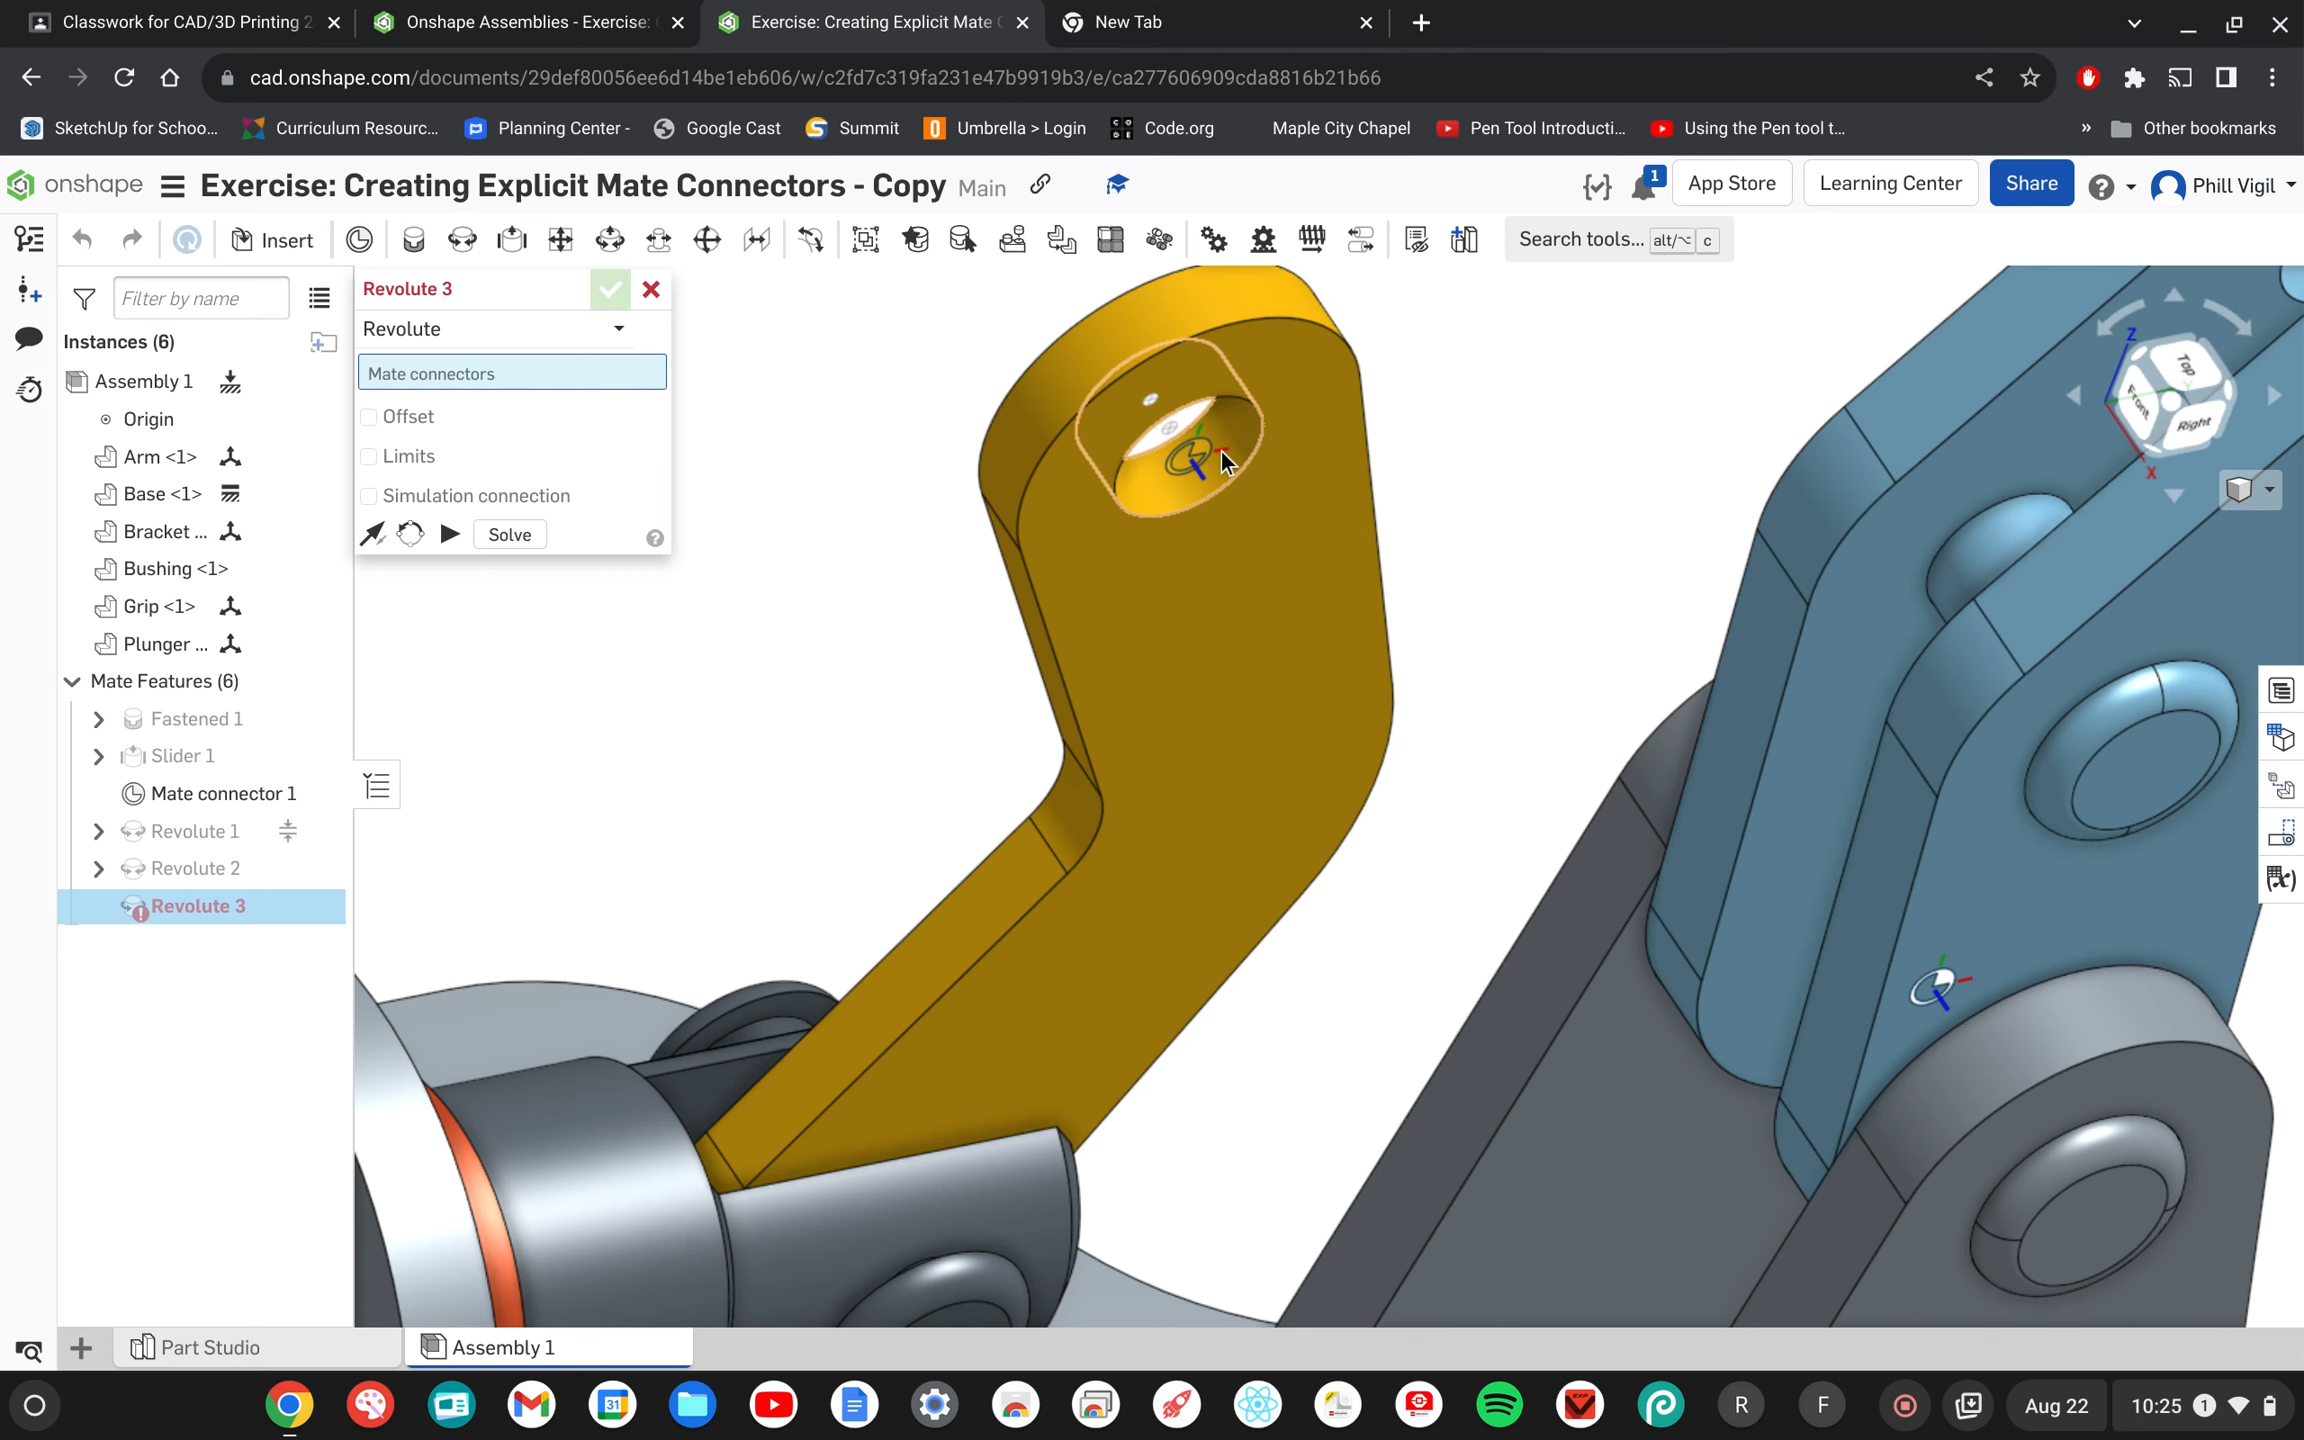 Classwork for CAD/3D Printing 2
Onshape Assemblies - Exercise: C
Exercise: Creating Explicit Mate C
New Tab
cad.onshape.com/documents/29def80056ee6d14be1eb606/w/c2fd7c319fa231e47b9919b3/e/ca277606909cda8816b21b66
SketchUp for Schoo...
Curriculum Resourc...
Planning Center -
Google Cast
Summit
Umbrella > Login
Code.org
Maple City Chapel
Pen Tool Introducti...
Using the Pen tool t...
»
Other bookmarks
onshape
Exercise: Creating Explicit Mate Connectors - Copy
Main
1
App Store
Learning Center
Share
Phill Vigil
Insert
Search tools... alt/⌥ c
Filter by name
Instances (6)
Assembly 1
Origin
Arm <1>
Base <1>
Bracket ...
Bushing <1>
Grip <1>
Plunger ...
Mate Features (6)
Fastened 1
Slider 1
Mate connector 1
Revolute 1
Revolute 2
Revolute 3
Revolute 3
Revolute
Mate connectors
Offset
Limits
Simulation connection
Solve
Z
Top
Front
Right
X
Part Studio
Assembly 1
31
R
F
Aug 22
10:25
1